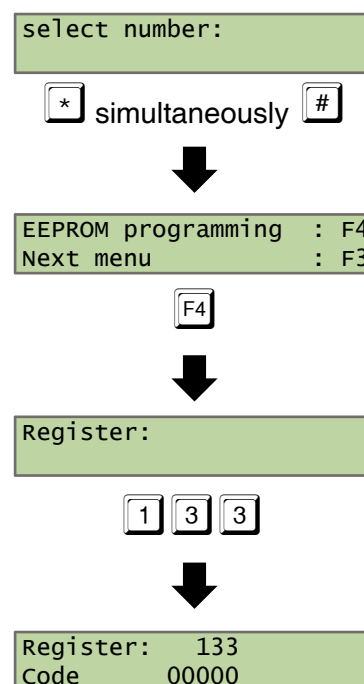 select number:
* simultaneously #
EEPROM programming : F4
Next menu : F3
F4
Register:
1 3 3
Register: 133
Code 00000